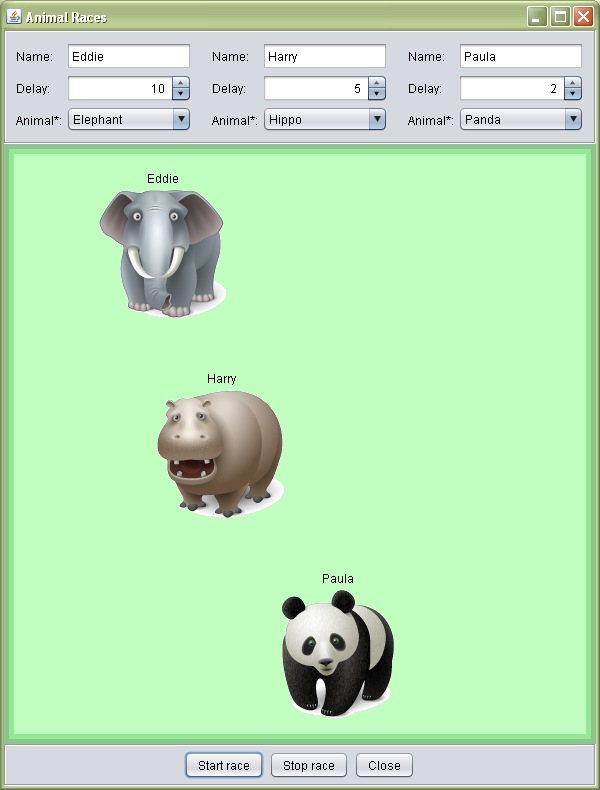 Animal Races
Name: Eddie Name: Harry Name: Paula
Delay: 10 Delay: 5 Delay: 2
Animal*: Elephant Animal*: Hippo Animal*: Panda
Eddie
Harry
Paula
Start race Stop race Close